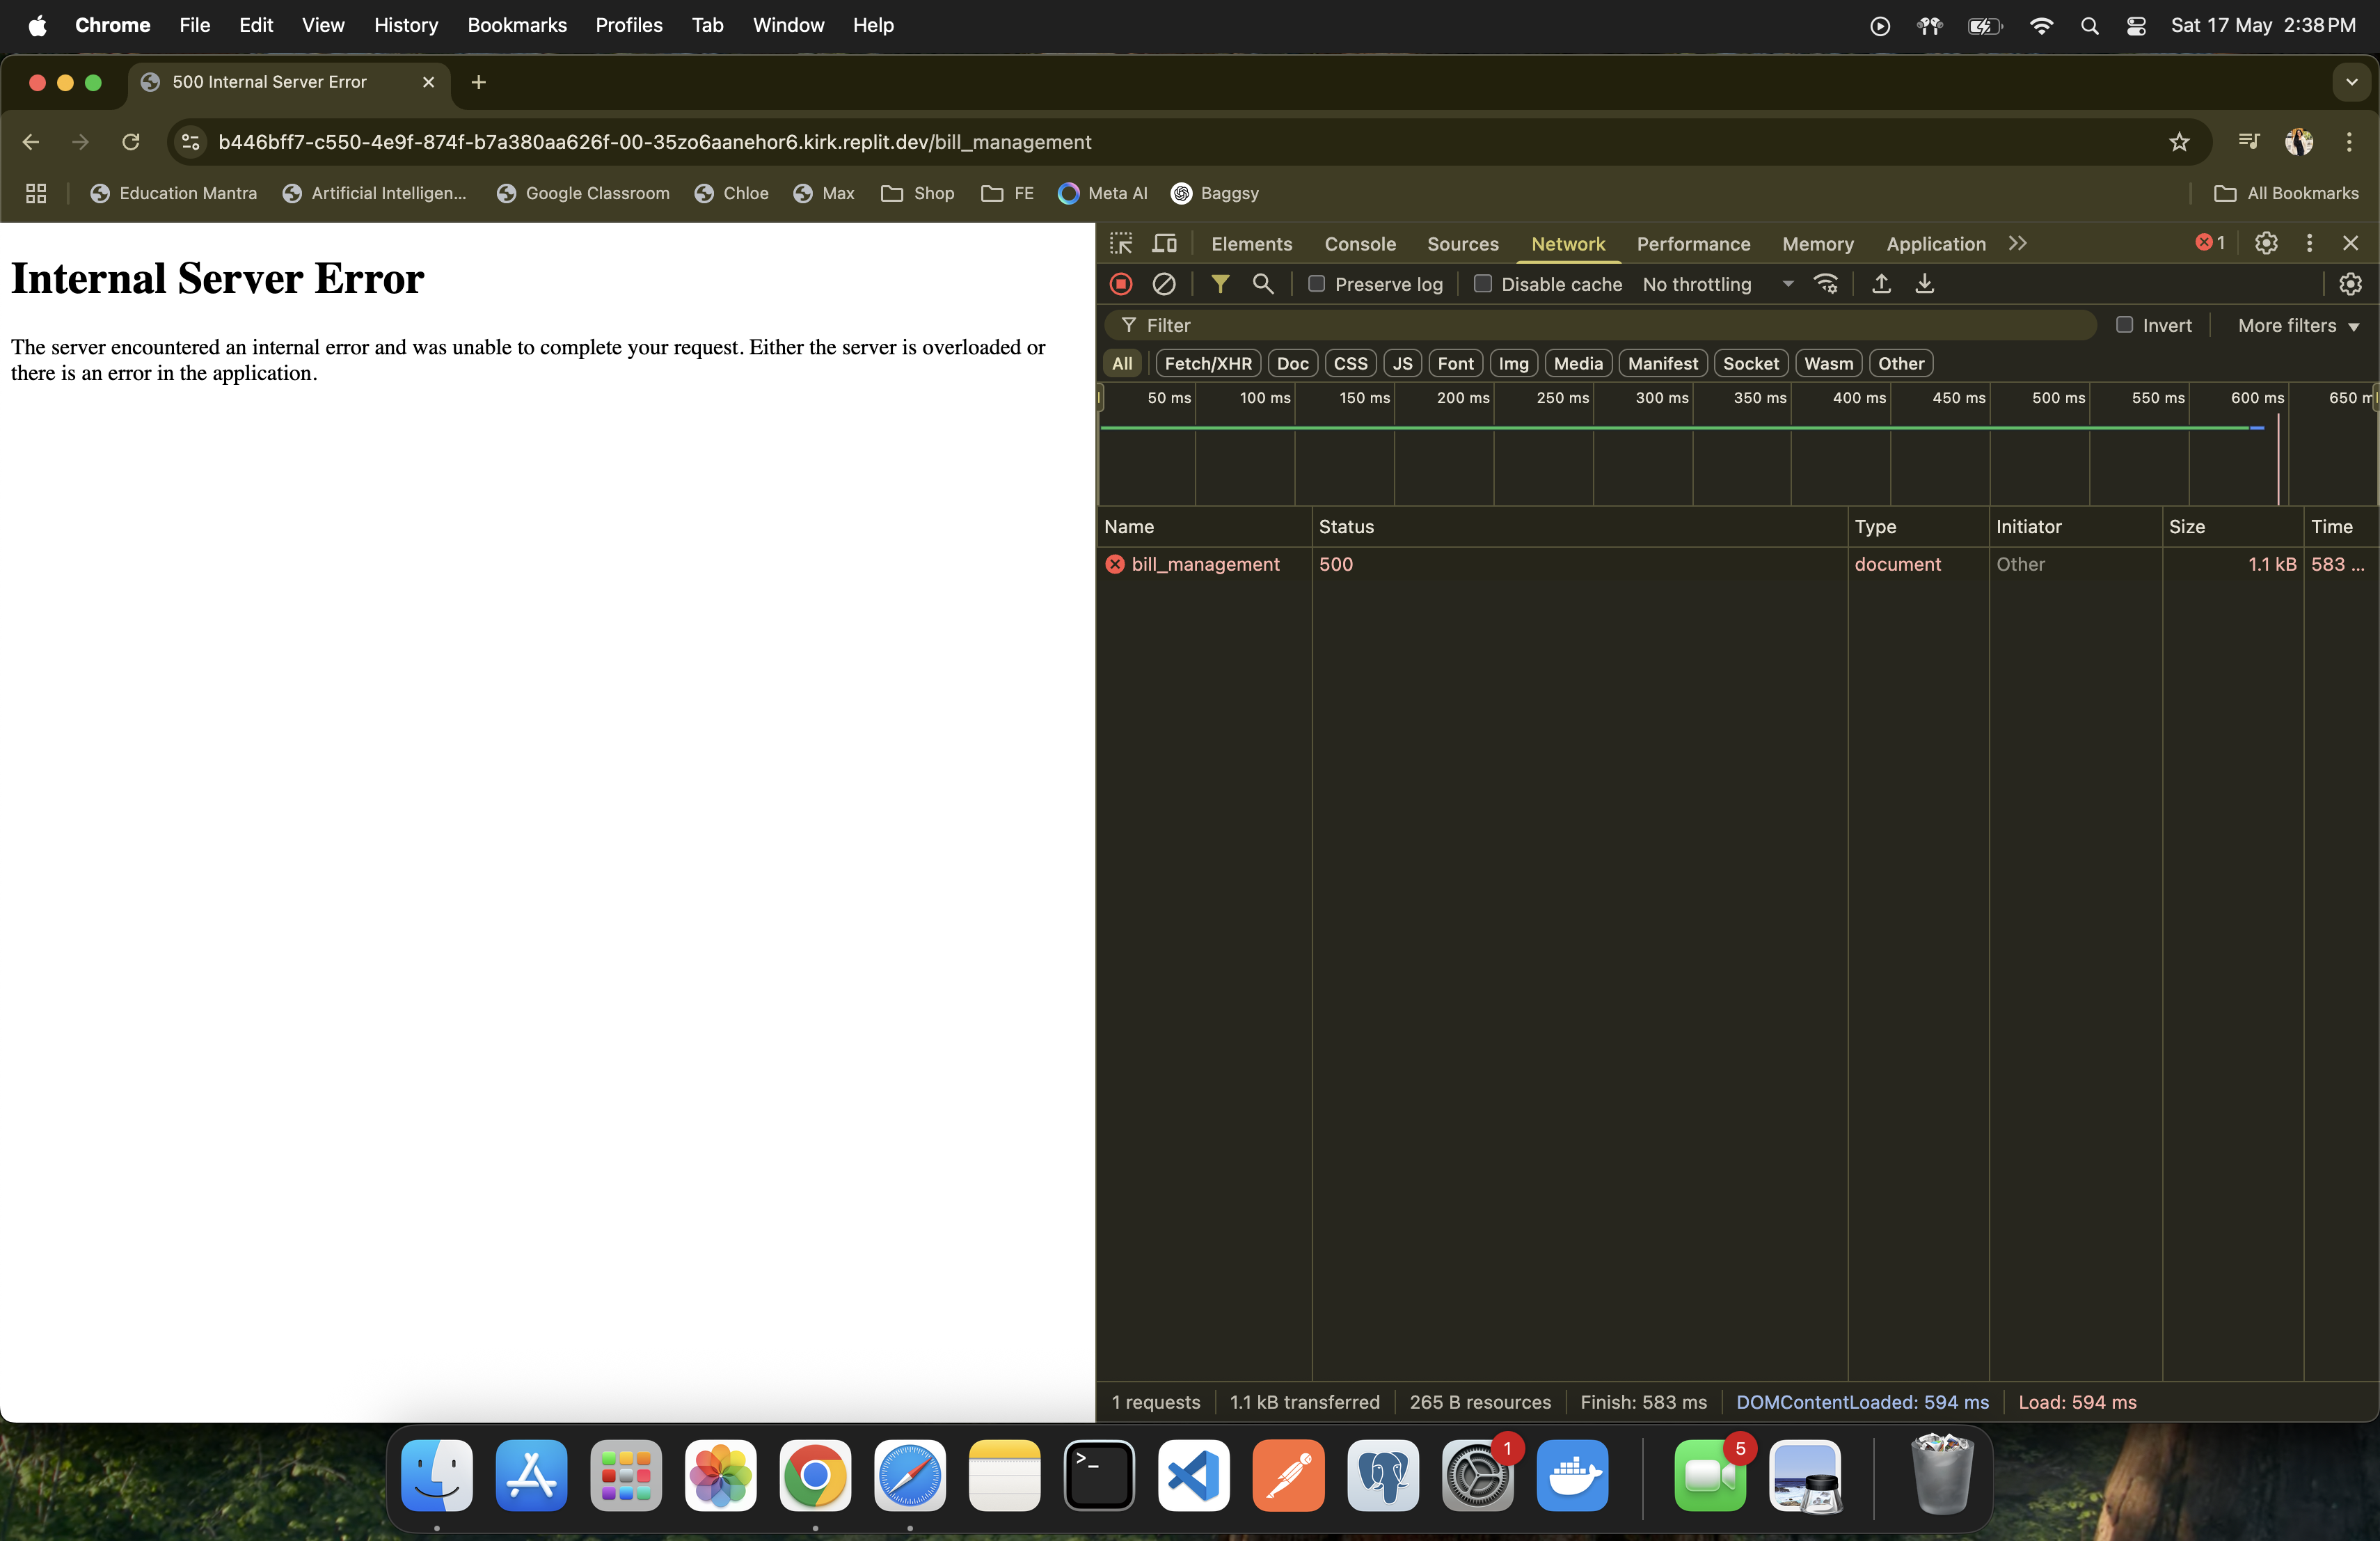 Chrome File Edit View History Bookmarks Profiles Tab Window Help Sat 17 May 2:38 PM
500 Internal Server Error
b446bff7-c550-4e9f-874f-b7a380aa626f-00-35zo6aanehor6.kirk.replit.dev/bill_management
Education Mantra Artificial Intelligen... Google Classroom Chloe Max Shop FE Meta AI Baggsy All Bookmarks
Internal Server Error
The server encountered an internal error and was unable to complete your request. Either the server is overloaded or
there is an error in the application.
Elements Console Sources Network Performance Memory Application 1
Preserve log Disable cache No throttling
Filter Invert More filters
All Fetch/XHR Doc CSS JS Font Img Media Manifest Socket Wasm Other
50 ms 100 ms 150 ms 200 ms 250 ms 300 ms 350 ms 400 ms 450 ms 500 ms 550 ms 600 ms 650 m
Name Status Type Initiator Size Time
bill_management 500 document Other 1.1 kB 583 ...
1 requests 1.1 kB transferred 265 B resources Finish: 583 ms DOMContentLoaded: 594 ms Load: 594 ms
>_
1
5